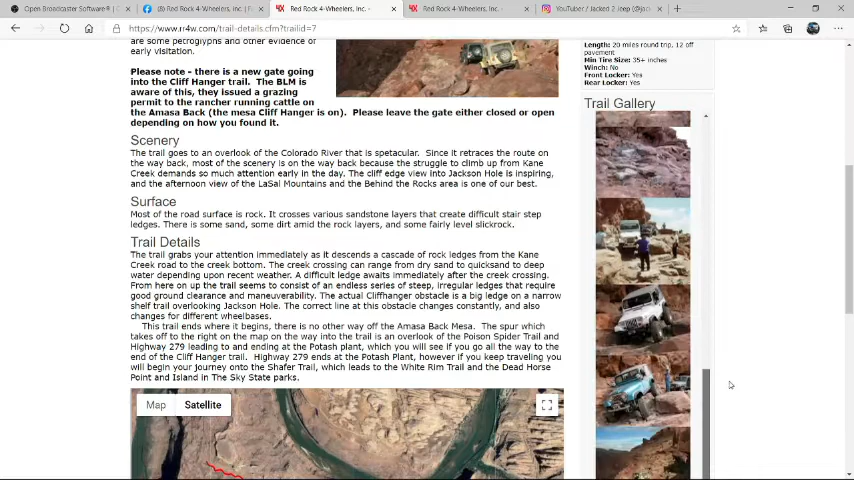 Open Broadcaster Software® |
(8) Red Rock 4-Wheelers, Inc. | F
Red Rock 4-Wheelers, Inc. -
Red Rock 4-Wheelers, Inc. -
YouTuber / Jacked 2 Jeep (@jac
https://www.rr4w.com/trail-details.cfm?trailid=7
are some petroglyphs and other evidence of
early visitation.
Please note - there is a new gate going
into the Cliff Hanger trail. The BLM is
aware of this, they issued a grazing
permit to the rancher running cattle on
the Amasa Back (the mesa Cliff Hanger is on). Please leave the gate either closed or open
depending on how you found it.
Scenery
The trail goes to an overlook of the Colorado River that is spetacular. Since it retraces the route on
the way back, most of the scenery is on the way back because the struggle to climb up from Kane
Creek demands so much attention early in the day. The cliff edge view into Jackson Hole is inspiring,
and the afternoon view of the LaSal Mountains and the Behind the Rocks area is one of our best.
Surface
Most of the road surface is rock. It crosses various sandstone layers that create difficult stair step
ledges. There is some sand, some dirt amid the rock layers, and some fairly level slickrock.
Trail Details
The trail grabs your attention immediately as it descends a cascade of rock ledges from the Kane
Creek road to the creek bottom. The creek crossing can range from dry sand to quicksand to deep
water depending upon recent weather. A difficult ledge awaits immediately after the creek crossing.
From here on up the trail seems to consist of an endless series of steep, irregular ledges that require
good ground clearance and maneuverability. The actual Cliffhanger obstacle is a big ledge on a narrow
shelf trail overlooking Jackson Hole. The correct line at this obstacle changes constantly, and also
changes for different wheelbases.
This trail ends where it begins, there is no other way off the Amasa Back Mesa. The spur which
takes off to the right on the map on the way into the trail is an overlook of the Poison Spider Trail and
Highway 279 leading to and ending at the Potash plant, which you will see if you go all the way to the
end of the Cliff Hanger trail. Highway 279 ends at the Potash Plant, however if you keep traveling you
will begin your journey onto the Shafer Trail, which leads to the White Rim Trail and the Dead Horse
Point and Island in The Sky State parks.
Map
Satellite
Length: 20 miles round trip, 12 off
pavement
Min Tire Size: 35+ inches
Winch: No
Front Locker: Yes
Rear Locker: Yes
Trail Gallery